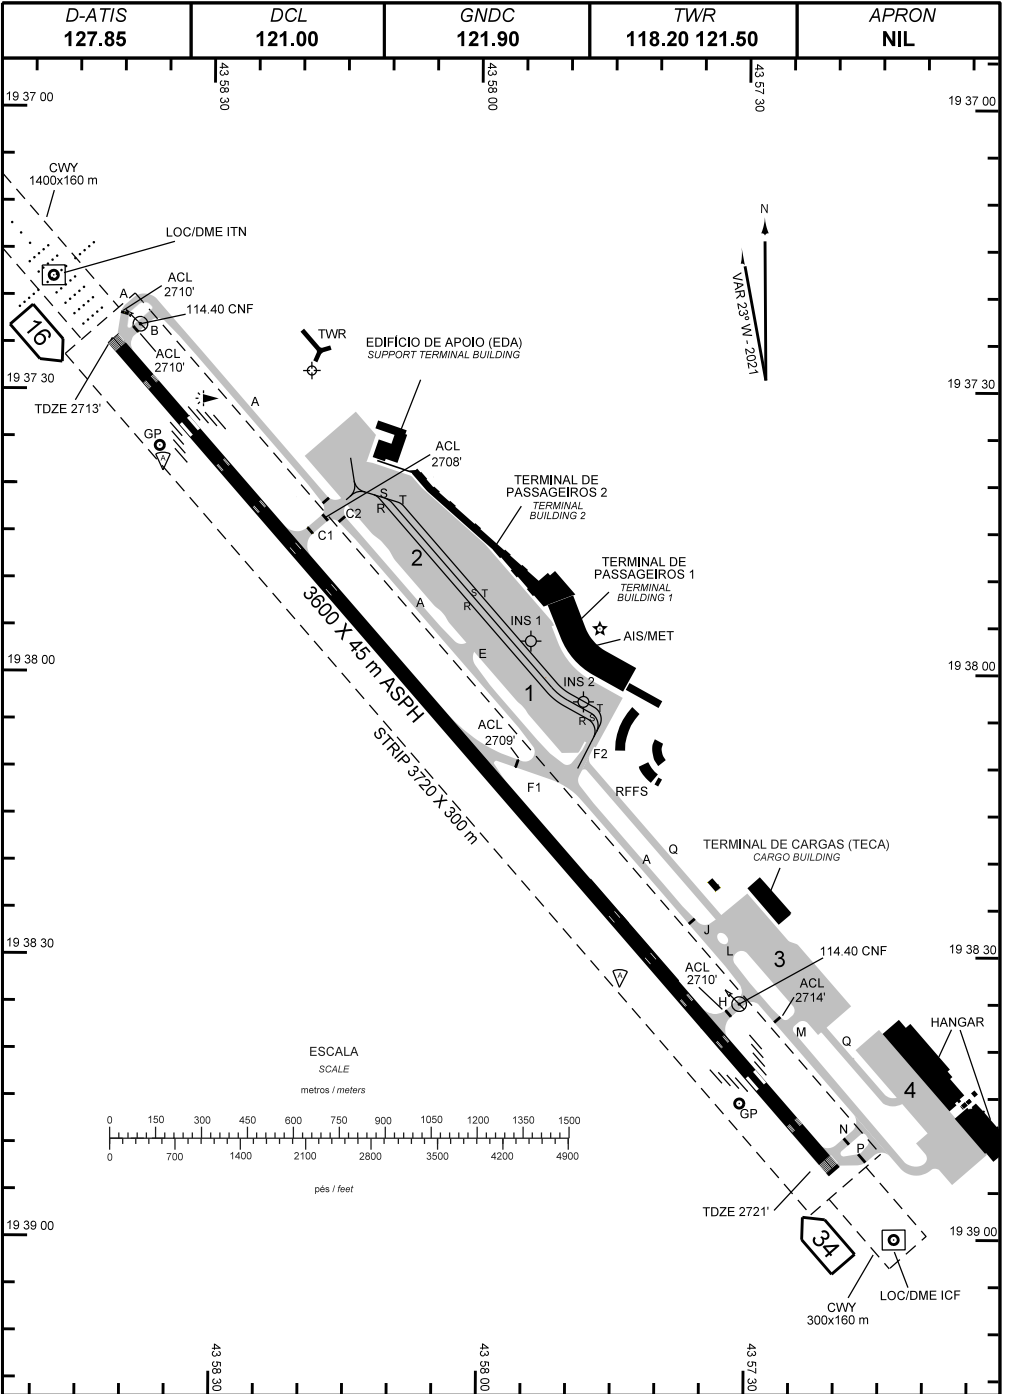 D-ATIS
127.85
DCL
121.00
GNDC
121.90
TWR
118.20 121.50
APRON
NIL
43 58 30
43 58 00
43 57 30
19 37 00
19 37 00
CWY
1400x160 m
LOC/DME ITN
N
VAR 23º W - 2021
A
ACL
2710'
114.40 CNF
B
16
ACL
2710'
TWR
EDIFÍCIO DE APOIO (EDA)
SUPPORT TERMINAL BUILDING
19 37 30
19 37 30
TDZE 2713'
A
GP
A
ACL
2708'
TERMINAL DE
PASSAGEIROS 2
TERMINAL
BUILDING 2
S
T
R
C2
C1
2
TERMINAL DE
PASSAGEIROS 1
TERMINAL
BUILDING 1
S T
R
A
INS 1
AIS/MET
3600 X 45 m ASPH
E
19 38 00
19 38 00
INS 2
1
T
S
R
ACL
2709'
STRIP 3720 X 300 m
F2
F1
RFFS
TERMINAL DE CARGAS (TECA)
CARGO BUILDING
Q
A
J
L
3
114.40 CNF
19 38 30
19 38 30
A
ACL
2710'
ACL
2714'
H
M
Q
HANGAR
ESCALA
SCALE
metros / meters
4
GP
0 150 300 450 600 750 900 1050 1200 1350 1500
0 700 1400 2100 2800 3500 4200 4900
pés / feet
N
P
TDZE 2721'
19 39 00
19 39 00
34
LOC/DME ICF
CWY
300x160 m
43 58 30
43 58 00
43 57 30